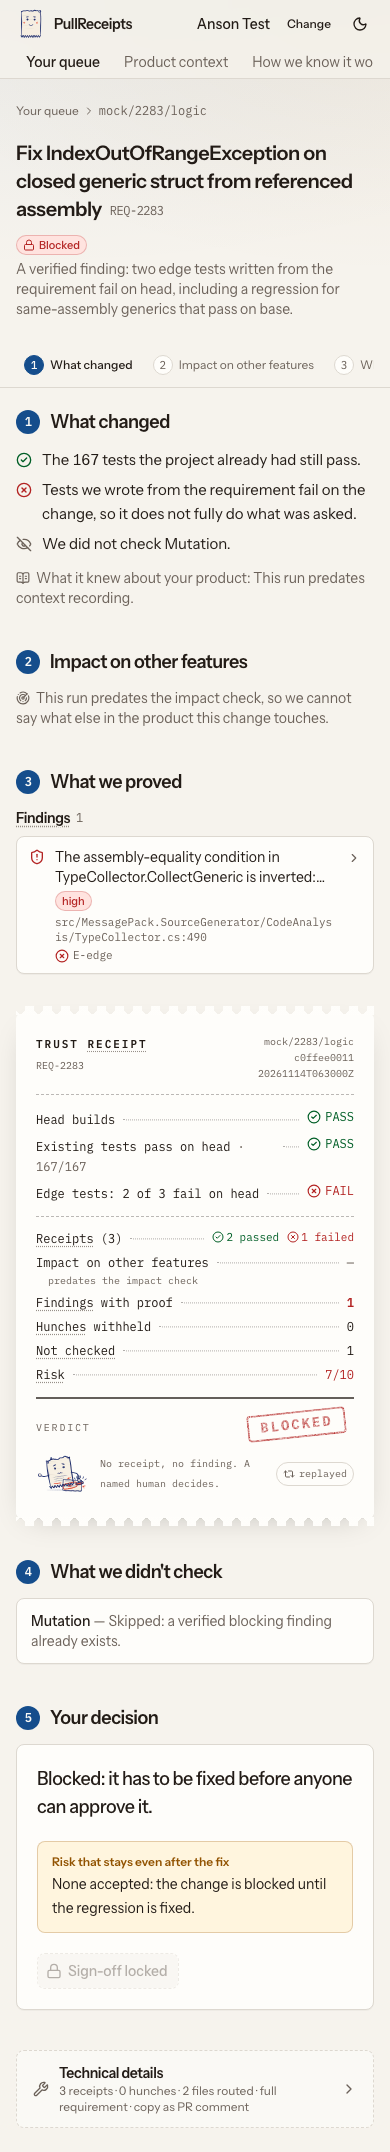 PullReceipts Anson Test Change
Your queue Product context How we know it wo
Your queue > mock/2283/logic
Fix IndexOutOfRangeException on
closed generic struct from referenced
assembly REQ-2283
Blocked
A verified finding: two edge tests written from the
requirement fail on head, including a regression for
same-assembly generics that pass on base.
1 What changed 2 Impact on other features 3 W
1 What changed
The 167 tests the project already had still pass.
Tests we wrote from the requirement fail on the
change, so it does not fully do what was asked.
We did not check Mutation.
What it knew about your product: This run predates
context recording.
2 Impact on other features
This run predates the impact check, so we cannot
say what else in the product this change touches.
3 What we proved
Findings 1
The assembly-equality condition in
TypeCollector.CollectGeneric is inverted:...
high
src/MessagePack.SourceGenerator/CodeAnalys
is/TypeCollector.cs:490
E-edge
TRUST RECEIPT mock/2283/logic
REQ-2283 c0ffee0011
20261114T063000Z
Head builds PASS
Existing tests pass on head · PASS
167/167
Edge tests: 2 of 3 fail on head FAIL
Receipts (3) 2 passed 1 failed
Impact on other features —
predates the impact check
Findings with proof 1
Hunches withheld 0
Not checked 1
Risk 7/10
VERDICT BLOCKED
No receipt, no finding. A
named human decides.
replayed
4 What we didn't check
Mutation — Skipped: a verified blocking finding
already exists.
5 Your decision
Blocked: it has to be fixed before anyone
can approve it.
Risk that stays even after the fix
None accepted: the change is blocked until
the regression is fixed.
Sign-off locked
Technical details
3 receipts · 0 hunches · 2 files routed · full
requirement · copy as PR comment